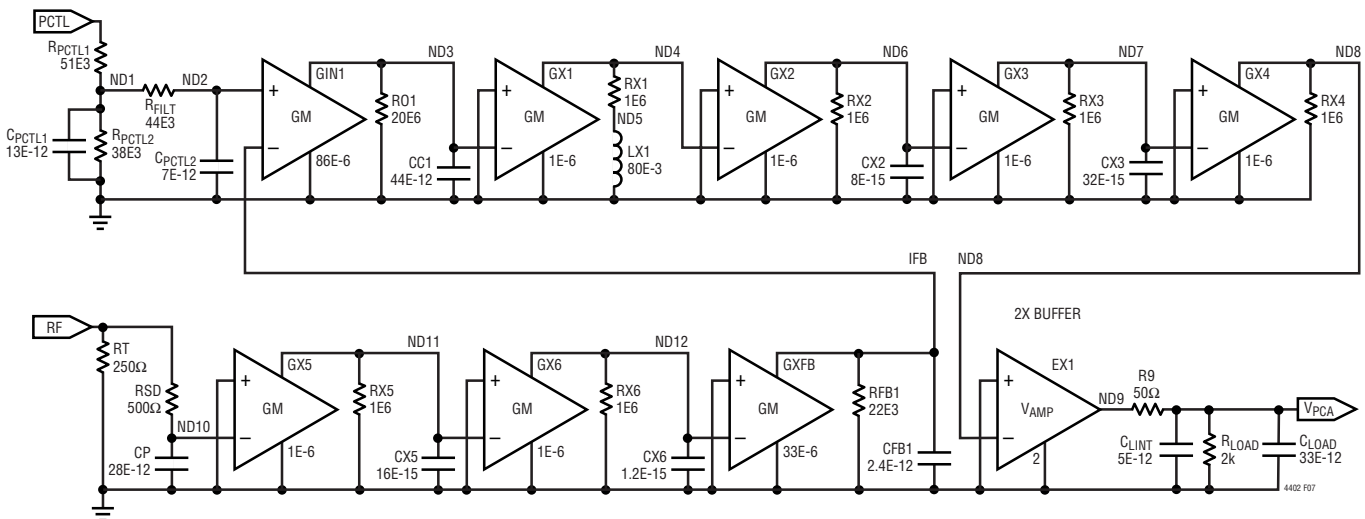 PCTL
RPCTL1
51E3
ND1
ND2
RFILT
44E3
CPCTL1
13E-12
RPCTL2
38E3
CPCTL2
7E-12
+
−
GIN1
GM
86E-6
RO1
20E6
ND3
CC1
44E-12
+
−
GX1
GM
1E-6
RX1
1E6
ND5
LX1
80E-3
ND4
+
−
GX2
GM
1E-6
RX2
1E6
ND6
CX2
8E-15
+
−
GX3
GM
1E-6
RX3
1E6
ND7
CX3
32E-15
+
−
GX4
GM
1E-6
RX4
1E6
ND8
IFB
ND8
RF
RT
250Ω
RSD
500Ω
ND10
CP
28E-12
+
−
GX5
GM
1E-6
RX5
1E6
ND11
CX5
16E-15
+
−
GX6
GM
1E-6
RX6
1E6
ND12
CX6
1.2E-15
+
−
GXFB
GM
33E-6
RFB1
22E3
CFB1
2.4E-12
2X BUFFER
+
−
EX1
VAMP
2
ND9
R9
50Ω
VPCA
CLINT
5E-12
RLOAD
2k
CLOAD
33E-12
4402 F07